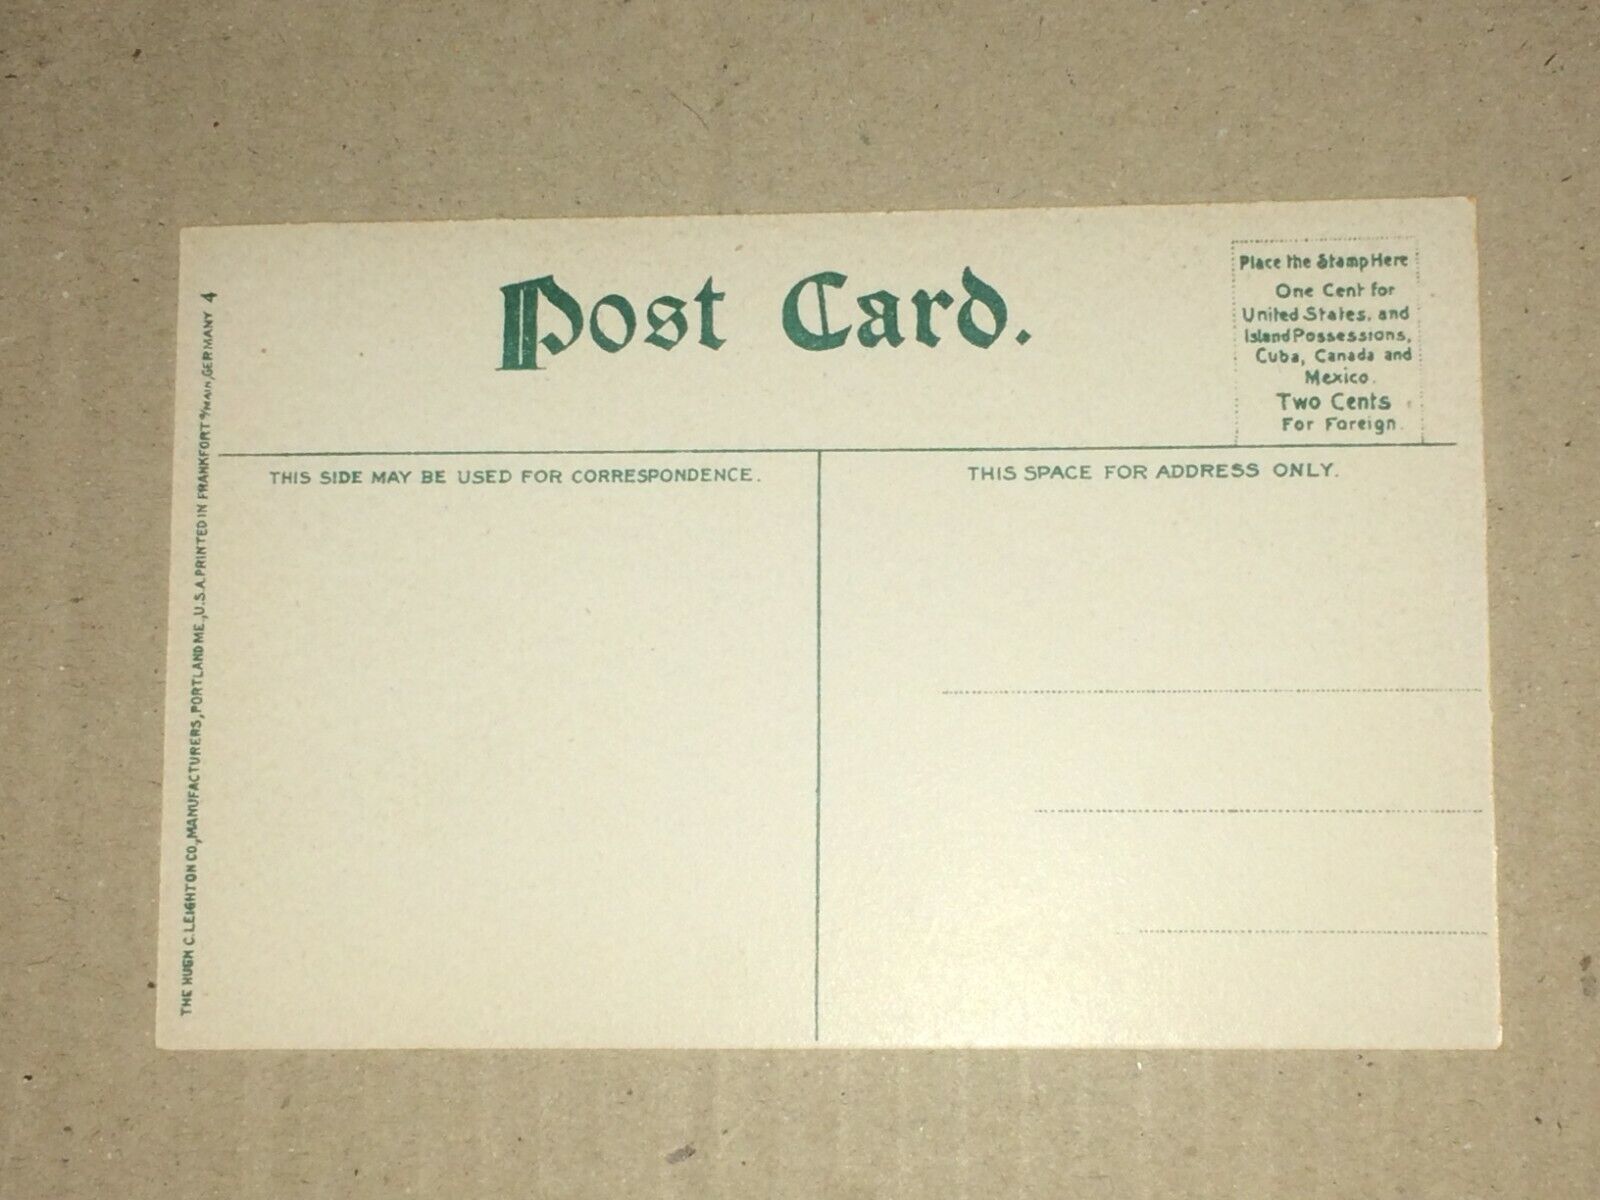 Post Card.
Place the Stamp Here
One Cent for
United States, and
Island Possessions,
Cuba, Canada and
Mexico.
Two Cents
For Foreign.
THIS SIDE MAY BE USED FOR CORRESPONDENCE.
THIS SPACE FOR ADDRESS ONLY.
THE HUGH C. LEIGHTON CO., MANUFACTURERS, PORTLAND ME., U.S.A. PRINTED IN FRANKFORT a/MAIN, GERMANY 4